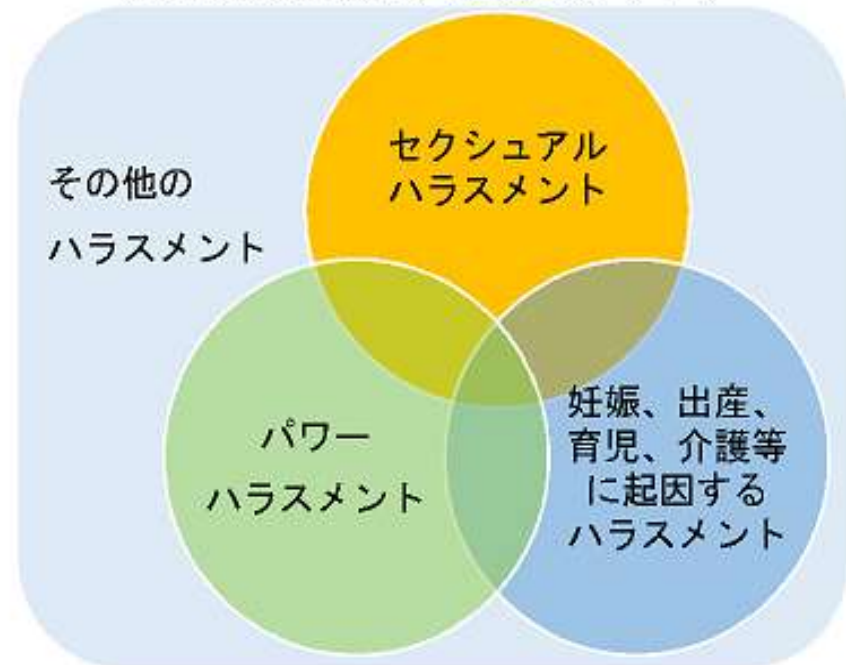 セクシュアル
ハラスメント
その他の
ハラスメント
パワー
ハラスメント
妊娠、出産、
育児、介護等
に起因する
ハラスメント